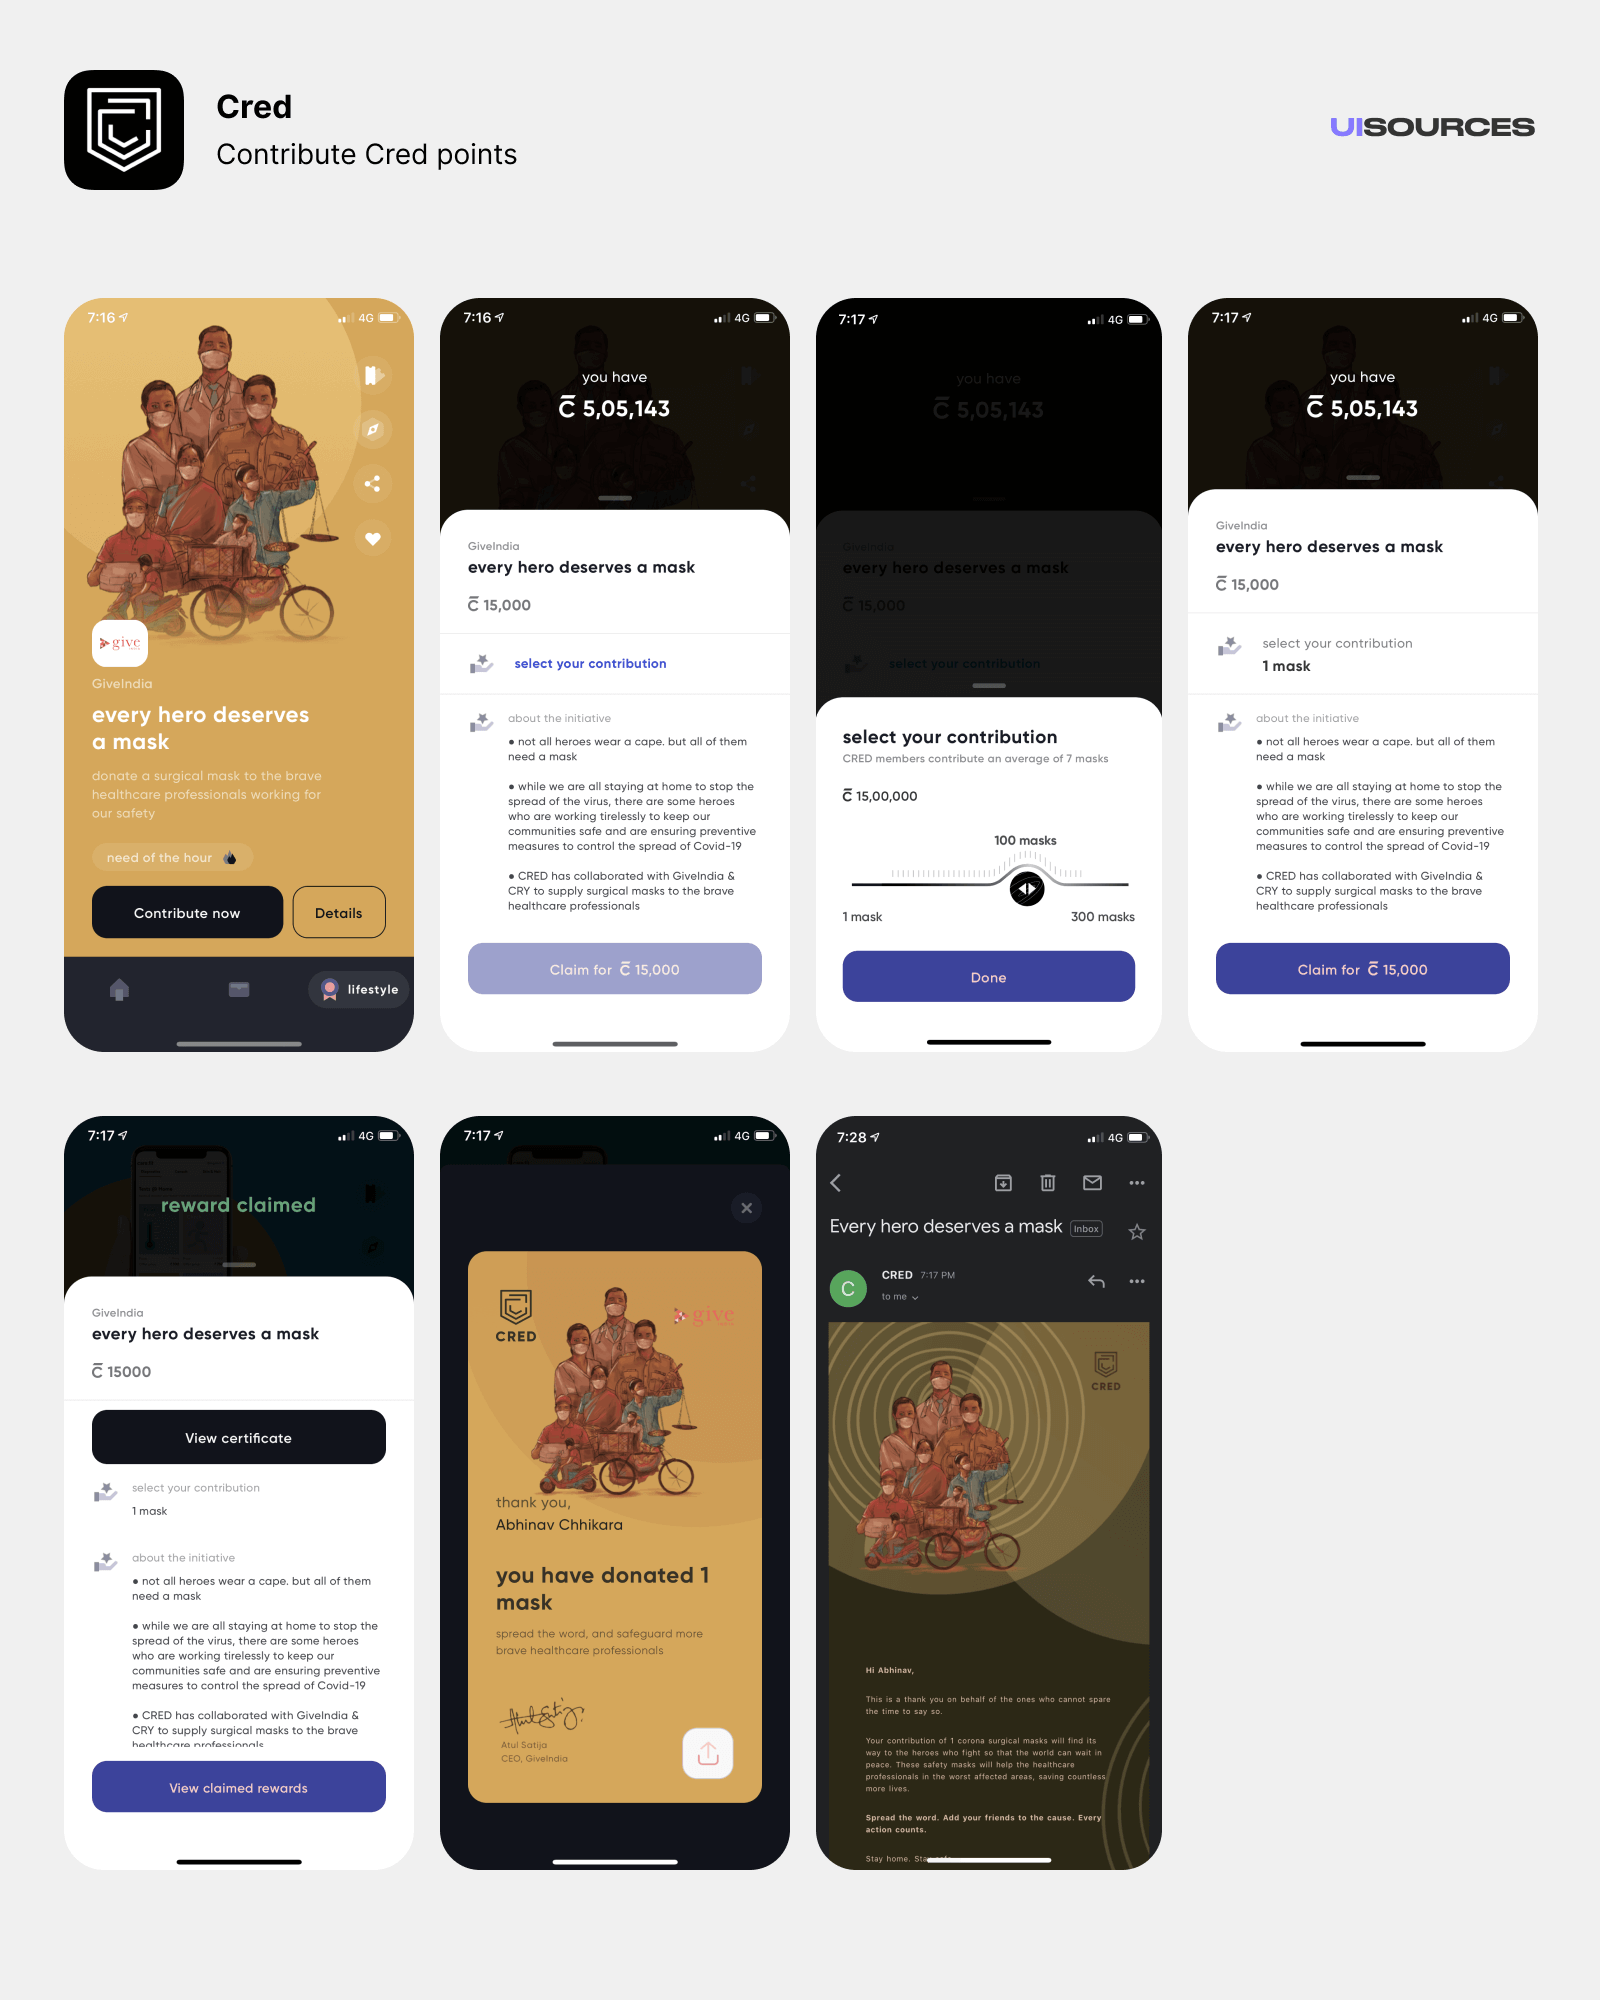 Cred
Contribute Cred points
UISOURCES
7:16
4G
give
GiveIndia
every hero deserves
a mask
donate a surgical mask to the brave
healthcare professionals working for
our safety
need of the hour
Contribute now
Details
lifestyle
7:16
4G
you have
C̅ 5,05,143
GiveIndia
every hero deserves a mask
C̅ 15,000
select your contribution
about the initiative
● not all heroes wear a cape. but all of them
need a mask
● while we are all staying at home to stop the
spread of the virus, there are some heroes
who are working tirelessly to keep our
communities safe and are ensuring preventive
measures to control the spread of Covid-19
● CRED has collaborated with GiveIndia &
CRY to supply surgical masks to the brave
healthcare professionals
Claim for C̅ 15,000
7:17
4G
you have
C̅ 5,05,143
GiveIndia
every hero deserves a mask
C̅ 15,000
select your contribution
select your contribution
CRED members contribute an average of 7 masks
C̅ 15,00,000
100 masks
1 mask
300 masks
Done
7:17
4G
you have
C̅ 5,05,143
GiveIndia
every hero deserves a mask
C̅ 15,000
select your contribution
1 mask
about the initiative
● not all heroes wear a cape. but all of them
need a mask
● while we are all staying at home to stop the
spread of the virus, there are some heroes
who are working tirelessly to keep our
communities safe and are ensuring preventive
measures to control the spread of Covid-19
● CRED has collaborated with GiveIndia &
CRY to supply surgical masks to the brave
healthcare professionals
Claim for C̅ 15,000
7:17
4G
reward claimed
GiveIndia
every hero deserves a mask
C̅ 15000
View certificate
select your contribution
1 mask
about the initiative
● not all heroes wear a cape. but all of them
need a mask
● while we are all staying at home to stop the
spread of the virus, there are some heroes
who are working tirelessly to keep our
communities safe and are ensuring preventive
measures to control the spread of Covid-19
● CRED has collaborated with GiveIndia &
CRY to supply surgical masks to the brave
healthcare professionals
View claimed rewards
7:17
4G
CRED
give
thank you,
Abhinav Chhikara
you have donated 1
mask
spread the word, and safeguard more
brave healthcare professionals
Atul Satija
CEO, GiveIndia
7:28
4G
Every hero deserves a mask Inbox
C
CRED 7:17 PM
to me
CRED
Hi Abhinav,
This is a thank you on behalf of the ones who cannot spare
the time to say so.
Your contribution of 1 corona surgical masks will find its
way to the heroes who fight so that the world can wait in
peace. These safety masks will help the healthcare
professionals in the worst affected areas, saving countless
more lives.
Spread the word. Add your friends to the cause. Every
action counts.
Stay home. Stay safe.